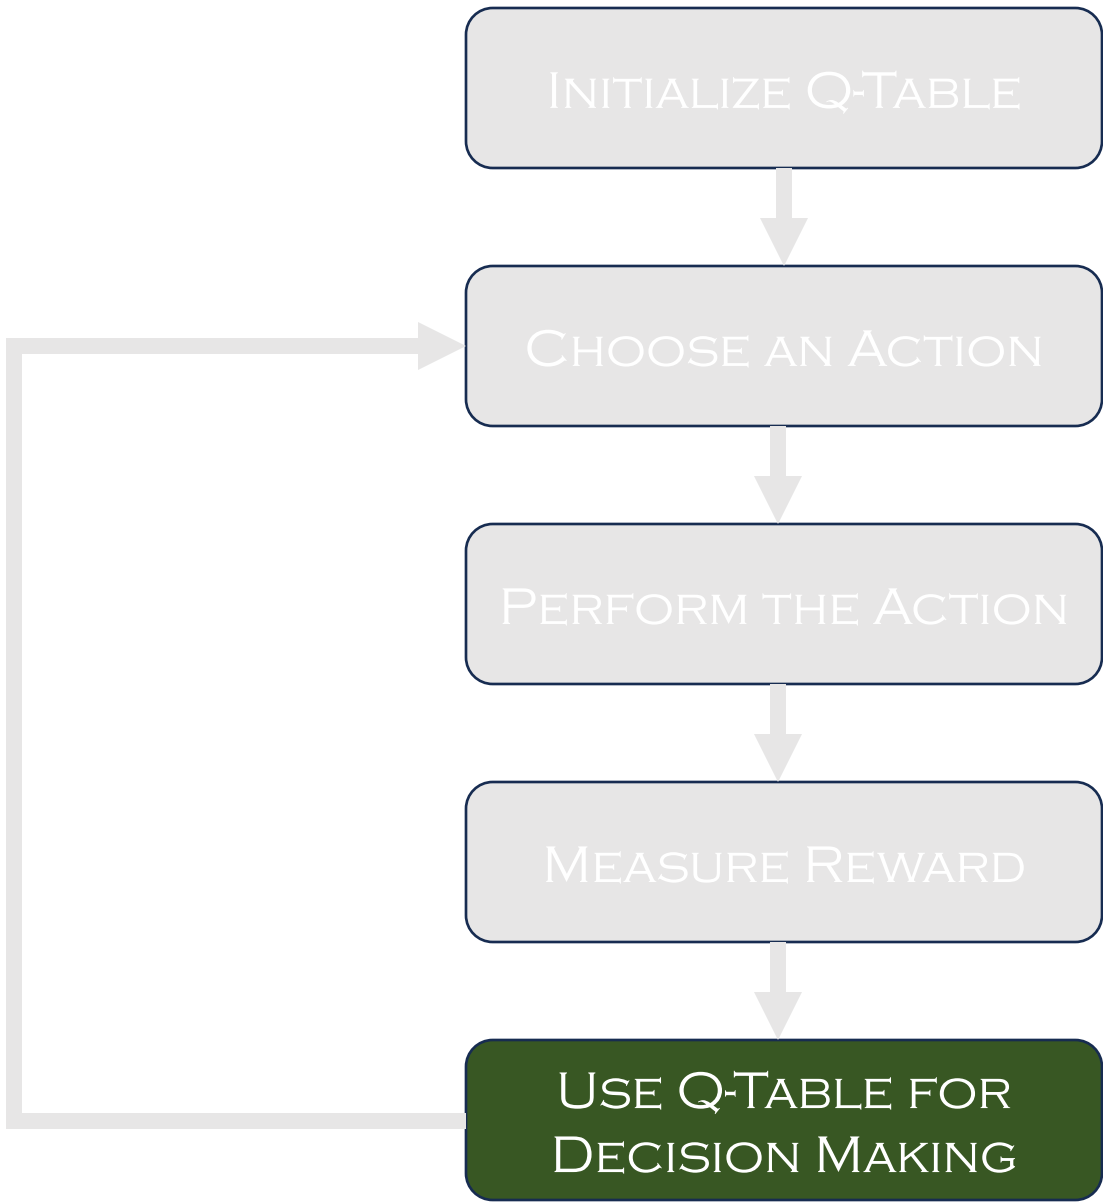 Initialize Q-Table
Choose an Action
Perform the Action
Measure Reward
Use Q-Table for
Decision Making